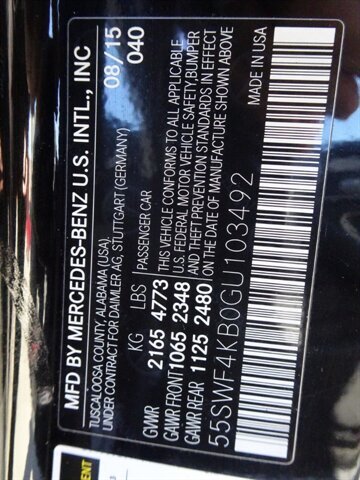 MFD BY MERCEDES-BENZ U.S. INTL., INC
TUSCALOOSA COUNTY, ALABAMA (USA)
UNDER CONTRACT FOR DAIMLER AG, STUTTGART (GERMANY)
08/15
040
KG LBS PASSENGER CAR
GVWR 2165 4773
GAWR FRONT 1065 2348
GAWR REAR 1125 2480
THIS VEHICLE CONFORMS TO ALL APPLICABLE
U.S. FEDERAL MOTOR VEHICLE SAFETY BUMPER
AND THEFT PREVENTION STANDARDS IN EFFECT
ON THE DATE OF MANUFACTURE SHOWN ABOVE
55SWF4KB0GU103492
MADE IN USA